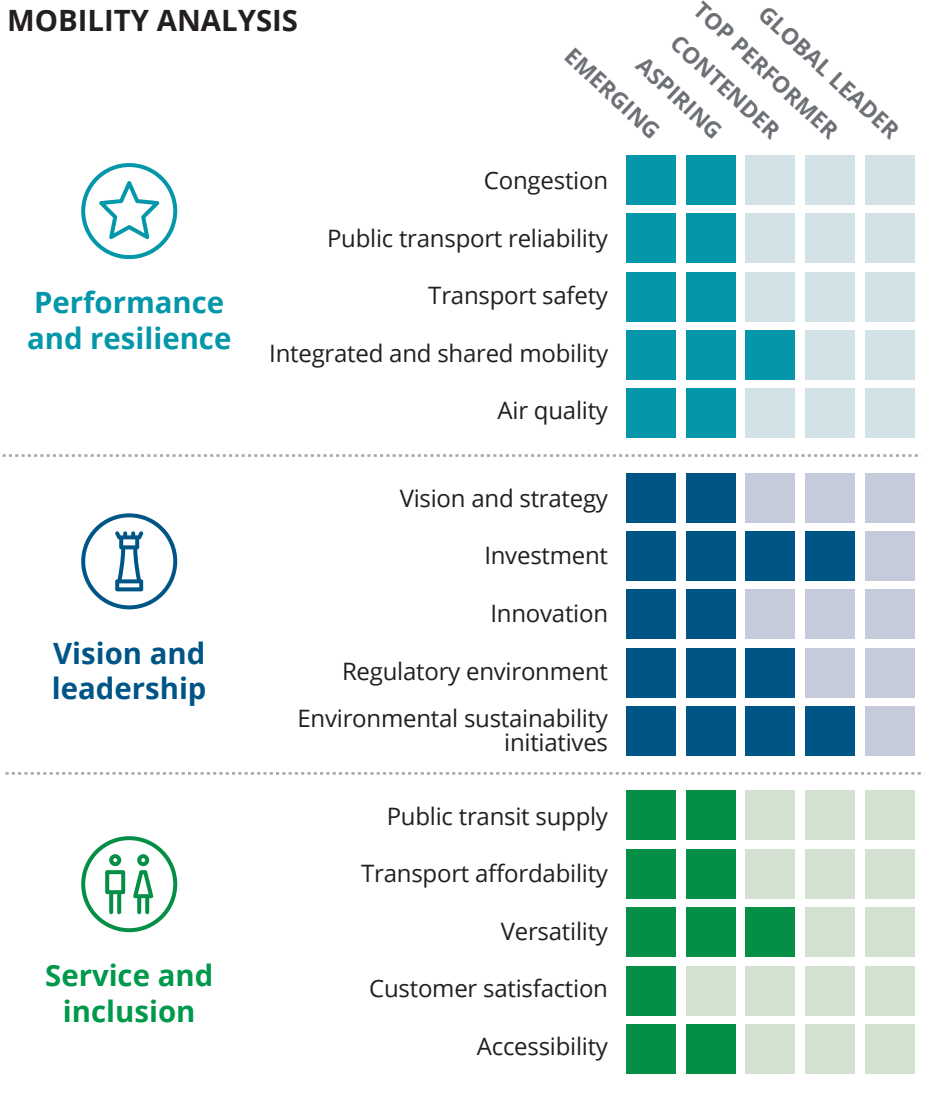 MOBILITY ANALYSIS
EMERGING
ASPIRING
CONTENDER
TOP PERFORMER
GLOBAL LEADER
Performance
and resilience
Congestion
Public transport reliability
Transport safety
Integrated and shared mobility
Air quality
Vision and
leadership
Vision and strategy
Investment
Innovation
Regulatory environment
Environmental sustainability
initiatives
Service and
inclusion
Public transit supply
Transport affordability
Versatility
Customer satisfaction
Accessibility